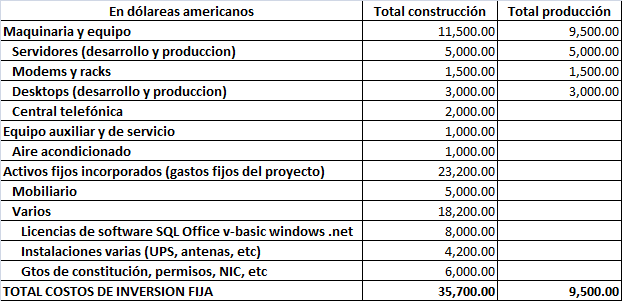 En dólareas americanos Total construcción Total producción
Maquinaria y equipo 11,500.00 9,500.00
Servidores (desarrollo y produccion) 5,000.00 5,000.00
Modems y racks 1,500.00 1,500.00
Desktops (desarrollo y produccion) 3,000.00 3,000.00
Central telefónica 2,000.00
Equipo auxiliar y de servicio 1,000.00
Aire acondicionado 1,000.00
Activos fijos incorporados (gastos fijos del proyecto) 23,200.00
Mobiliario 5,000.00
Varios 18,200.00
Licencias de software SQL Office v-basic windows .net 8,000.00
Instalaciones varias (UPS, antenas, etc) 4,200.00
Gtos de constitución, permisos, NIC, etc 6,000.00
TOTAL COSTOS DE INVERSION FIJA 35,700.00 9,500.00